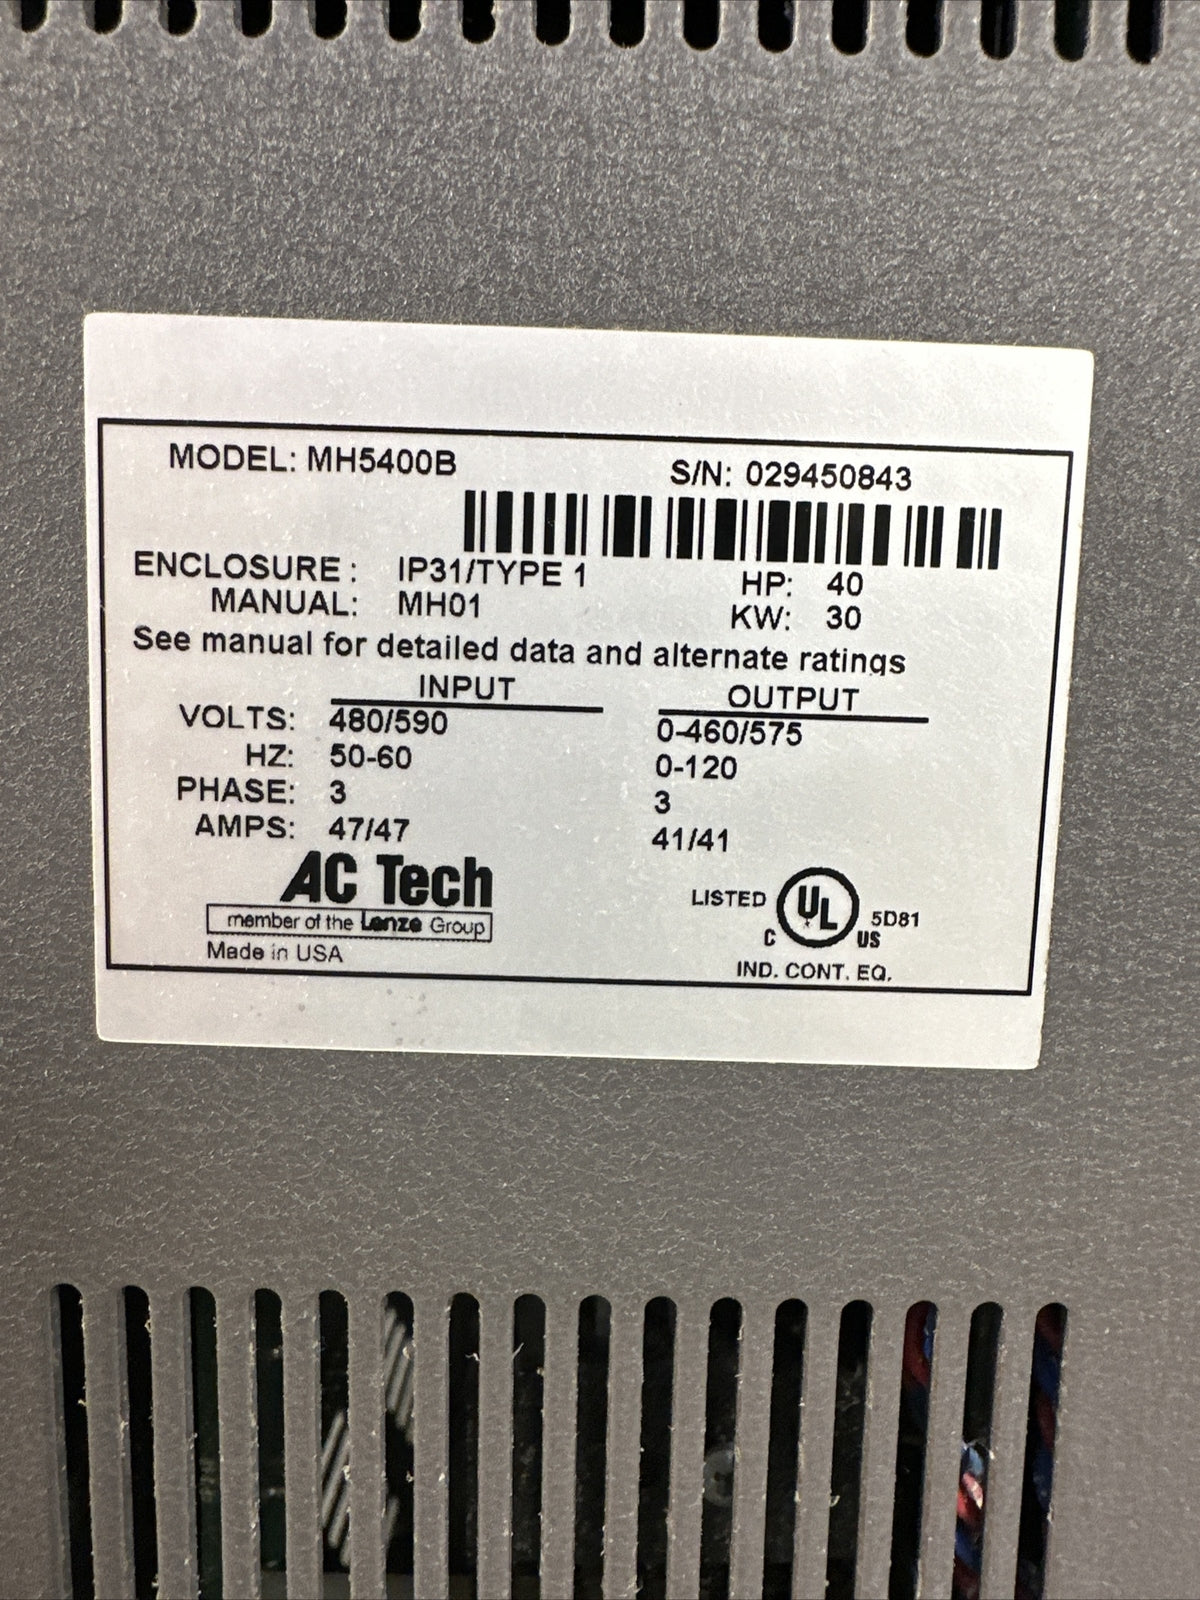 MODEL: MH5400B S/N: 029450843
ENCLOSURE: IP31/TYPE 1 HP: 40
MANUAL: MH01 KW: 30
See manual for detailed data and alternate ratings
INPUT OUTPUT
VOLTS: 480/590 0-460/575
HZ: 50-60 0-120
PHASE: 3 3
AMPS: 47/47 41/41
AC Tech
member of the Lenze Group
Made in USA
LISTED UL 5D81
C US
IND. CONT. EQ.